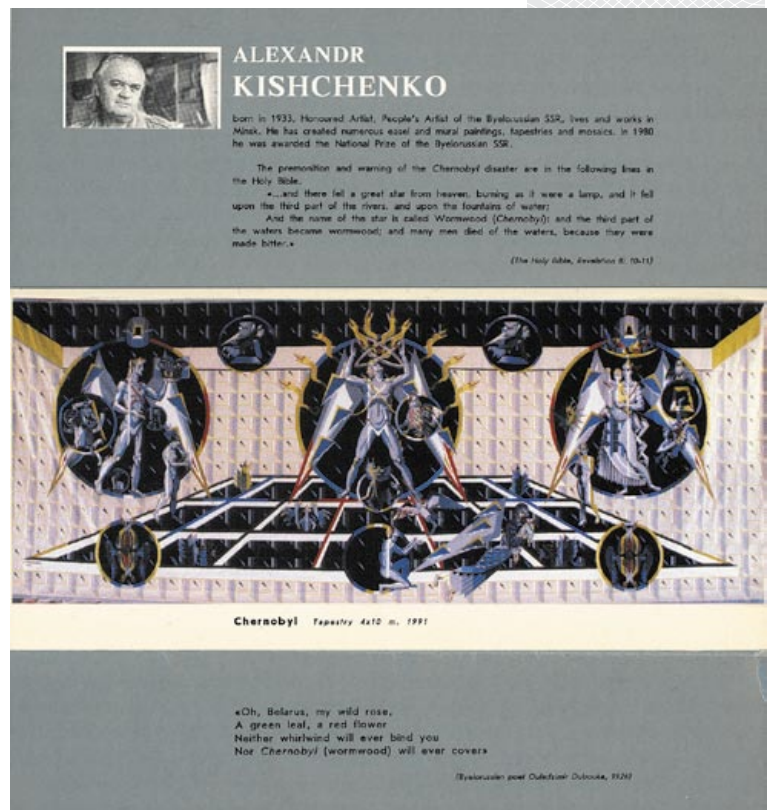 ALEXANDR
KISHCHENKO
born in 1933, Honoured Artist, People's Artist of the Byelorussian SSR, lives and works in
Minsk. He has created numerous easel and mural paintings, tapestries and mosaics. In 1980
he was awarded the National Prize of the Byelorussian SSR.
The premonition and warning of the Chernobyl disaster are in the following lines in
the Holy Bible.
«...and there fell a great star from heaven, burning as it were a lamp, and it fell
upon the third part of the rivers, and upon the fountains of water;
And the name of the star is called Wormwood (Chernobyl): and the third part of
the waters became wormwood; and many men died of the waters, because they were
made bitter.»
(The Holy Bible, Revelation 8: 10-11)
Chernobyl Tapestry 4x10 m. 1991
«Oh, Belarus, my wild rose,
A green leaf, a red flower
Neither whirlwind will ever bind you
Nor Chernobyl (wormwood) will ever cover»
(Byelorussian poet Ouladzimir Dubouka, 1926)